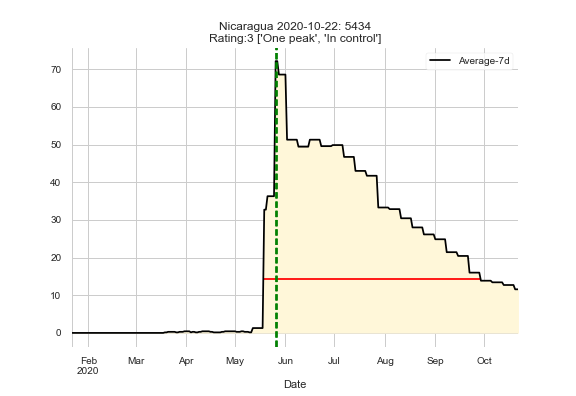 Nicaragua 2020-10-22: 5434
Rating:3 ['One peak', 'In control']
Average-7d
70
60
50
40
30
20
10
0
Feb Mar Apr May Jun Jul Aug Sep Oct
2020
Date